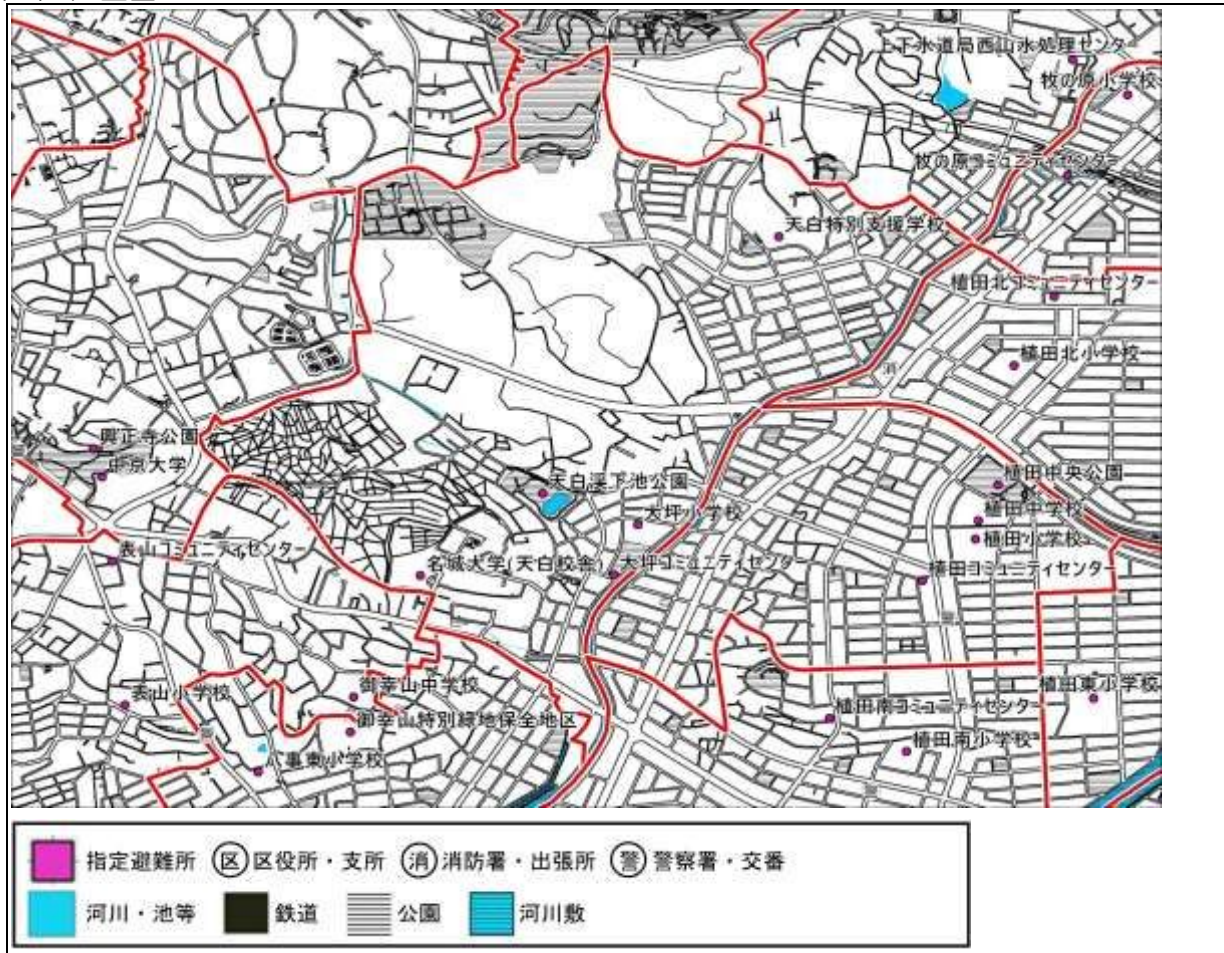 上下水道局西山水処理センター
牧の原小学校
牧の原コミュニティセンター
天白特別支援学校
植田北コミュニティセンター
植田北小学校
消
興正寺公園
中京大学
天白渓下池公園
植田中央公園
大坪小学校
植田中学校
植田小学校
表山コミュニティセンター
名城大学(天白校舎)
大坪コミュニティセンター
植田コミュニティセンター
表山小学校
御幸山中学校
植田東小学校
御幸山特別緑地保全地区
植田南コミュニティセンター
植田南小学校
八事東小学校
指定避難所
区 区役所・支所
消 消防署・出張所
警 警察署・交番
河川・池等
鉄道
公園
河川敷